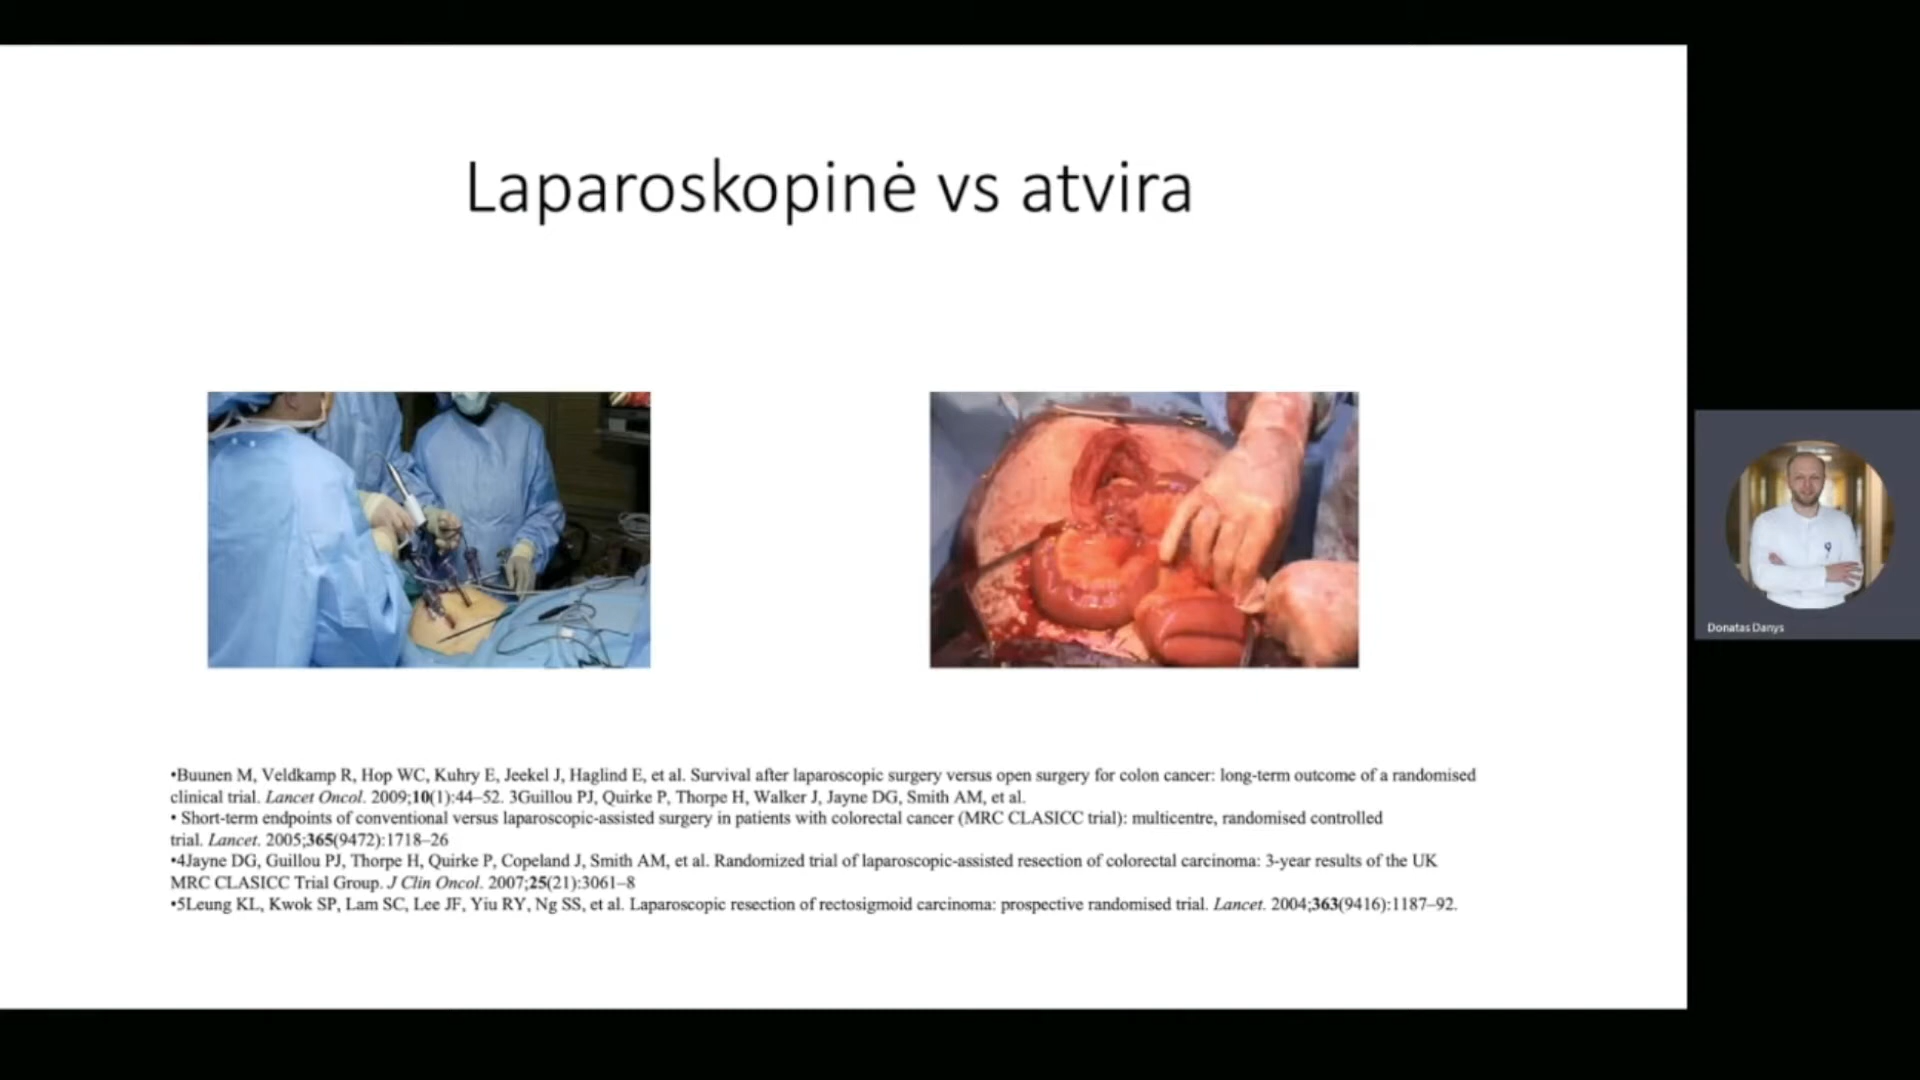 Laparoskopinė vs atvira
•Buunen M, Veldkamp R, Hop WC, Kuhry E, Jeekel J, Haglind E, et al. Survival after laparoscopic surgery versus open surgery for colon cancer: long-term outcome of a randomised
clinical trial. Lancet Oncol. 2009;10(1):44–52. 3Guillou PJ, Quirke P, Thorpe H, Walker J, Jayne DG, Smith AM, et al.
• Short-term endpoints of conventional versus laparoscopic-assisted surgery in patients with colorectal cancer (MRC CLASICC trial): multicentre, randomised controlled
trial. Lancet. 2005;365(9472):1718–26
•4Jayne DG, Guillou PJ, Thorpe H, Quirke P, Copeland J, Smith AM, et al. Randomized trial of laparoscopic-assisted resection of colorectal carcinoma: 3-year results of the UK
MRC CLASICC Trial Group. J Clin Oncol. 2007;25(21):3061–8
•5Leung KL, Kwok SP, Lam SC, Lee JF, Yiu RY, Ng SS, et al. Laparoscopic resection of rectosigmoid carcinoma: prospective randomised trial. Lancet. 2004;363(9416):1187–92.
Donatas Danys